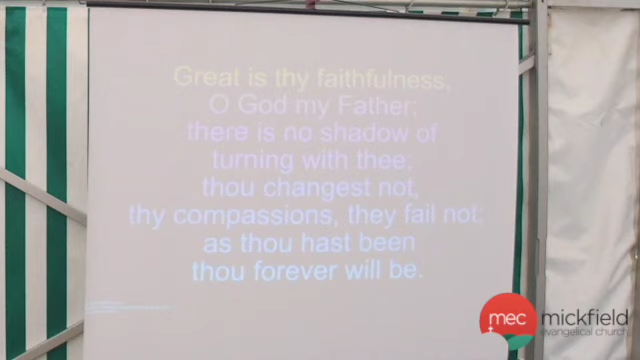 Great is thy faithfulness,
O God my Father;
there is no shadow of
turning with thee;
thou changest not,
thy compassions, they fail not;
as thou hast been
thou forever will be.
mec mickfield
evangelical church